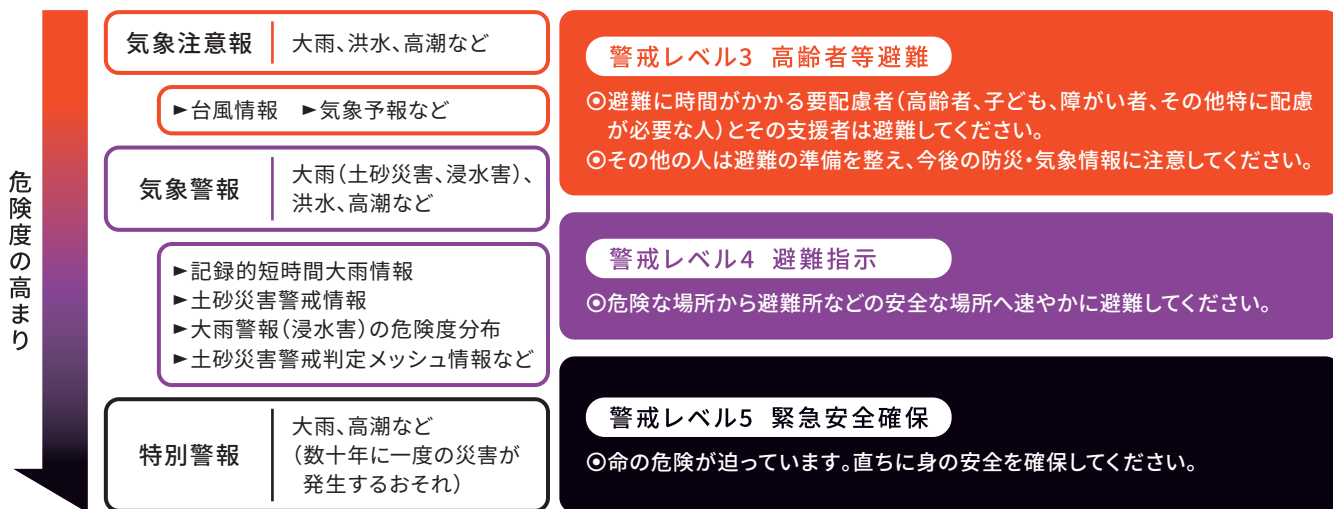 危険度の高まり
気象注意報
大雨、洪水、高潮など
►台風情報 ►気象予報など
気象警報
大雨(土砂災害、浸水害)、
洪水、高潮など
►記録的短時間大雨情報
►土砂災害警戒情報
►大雨警報(浸水害)の危険度分布
►土砂災害警戒判定メッシュ情報など
特別警報
大雨、高潮など
(数十年に一度の災害が
発生するおそれ)
警戒レベル3 高齢者等避難
⦿避難に時間がかかる要配慮者(高齢者、子ども、障がい者、その他特に配慮
が必要な人)とその支援者は避難してください。
⦿その他の人は避難の準備を整え、今後の防災・気象情報に注意してください。
警戒レベル4 避難指示
⦿危険な場所から避難所などの安全な場所へ速やかに避難してください。
警戒レベル5 緊急安全確保
⦿命の危険が迫っています。直ちに身の安全を確保してください。